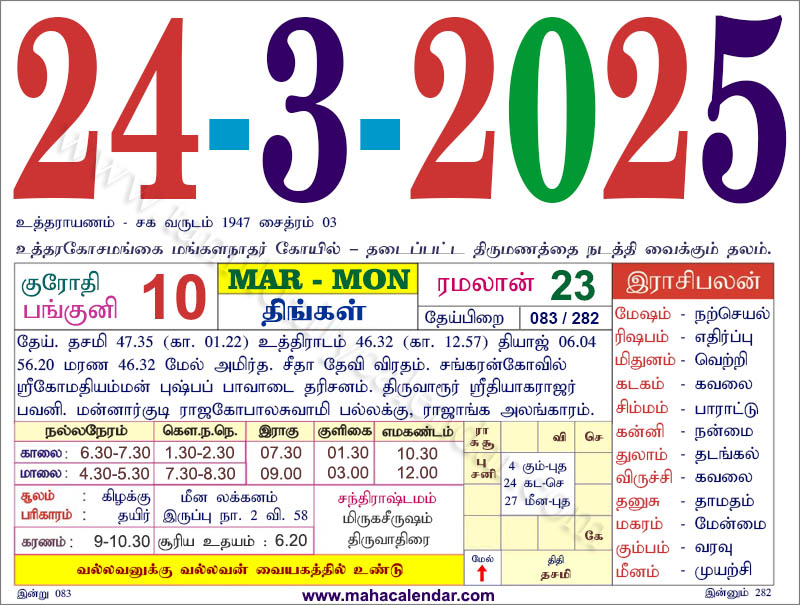 24-3-2025
உத்தராயணம் - சக வருடம் 1947 சைத்ரம் 03
உத்தரகோசமங்கை மங்களநாதர் கோயில் – தடைப்பட்ட திருமணத்தை நடத்தி வைக்கும் தலம்.
குரோதி
பங்குனி 10
MAR - MON
திங்கள்
ரமலான் 23
தேய்பிறை 083 / 282
தேய். தசமி 47.35 (கா. 01.22) உத்திராடம் 46.32 (கா. 12.57) தியாஜ் 06.04
56.20 மரண 46.32 மேல் அமிர்த. சீதா தேவி விரதம். சங்கரன்கோவில்
ஸ்ரீகோமதியம்மன் புஷ்பப் பாவாடை தரிசனம். திருவாரூர் ஸ்ரீதியாகராஜர்
பவனி. மன்னார்குடி ராஜகோபாலசுவாமி பல்லக்கு. ராஜாங்க அலங்காரம்.
இராசிபலன்
மேஷம் - நற்செயல்
ரிஷபம் - எதிர்ப்பு
மிதுனம் - வெற்றி
கடகம் - கவலை
சிம்மம் - பாராட்டு
கன்னி - நன்மை
துலாம் - தடங்கல்
விருச்சி - கவலை
தனுசு - தாமதம்
மகரம் - மேன்மை
கும்பம் - வரவு
மீனம் - முயற்சி
நல்லநேரம் கௌ.ந.நெ. இராகு குளிகை எமகண்டம்
காலை: 6.30-7.30 1.30-2.30 07.30 01.30 10.30
மாலை: 4.30-5.30 7.30-8.30 09.00 03.00 12.00
சூலம் : கிழக்கு மீன லக்கனம் சந்திராஷ்டமம்
பரிகாரம் : தயிர் இருப்பு நா. 2 வி. 58 மிருகசீருஷம்
கரணம் : 9-10.30 சூரிய உதயம் : 6.20 திருவாதிரை
ரா
சு சூ
பு
சனி
வி
செ
4 கும்-புத
24 கட-செ
27 மீன-புத
கே
வல்லவனுக்கு வல்லவன் வையகத்தில் உண்டு
மேல்
திதி
தசமி
இன்று 083
www.mahacalendar.com
இன்னும் 282